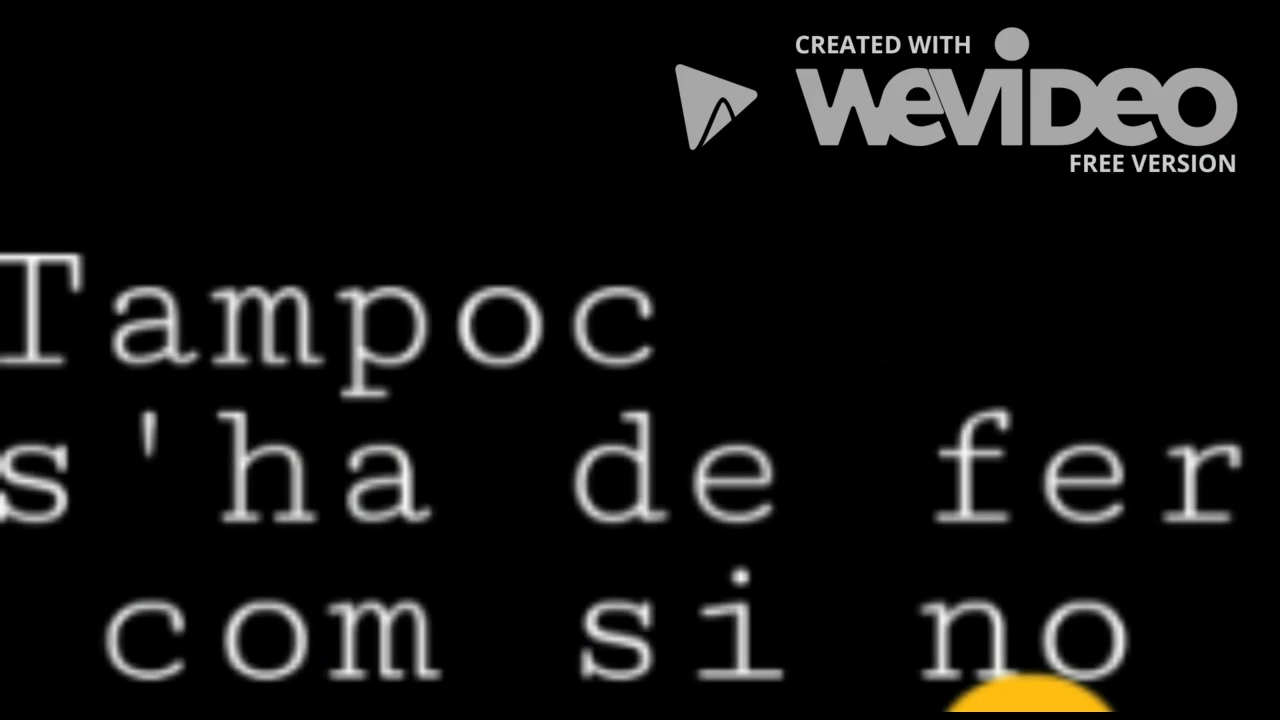 CREATED WITH
WEVIDEO
FREE VERSION
Tampoc
s'ha de fer
com si no